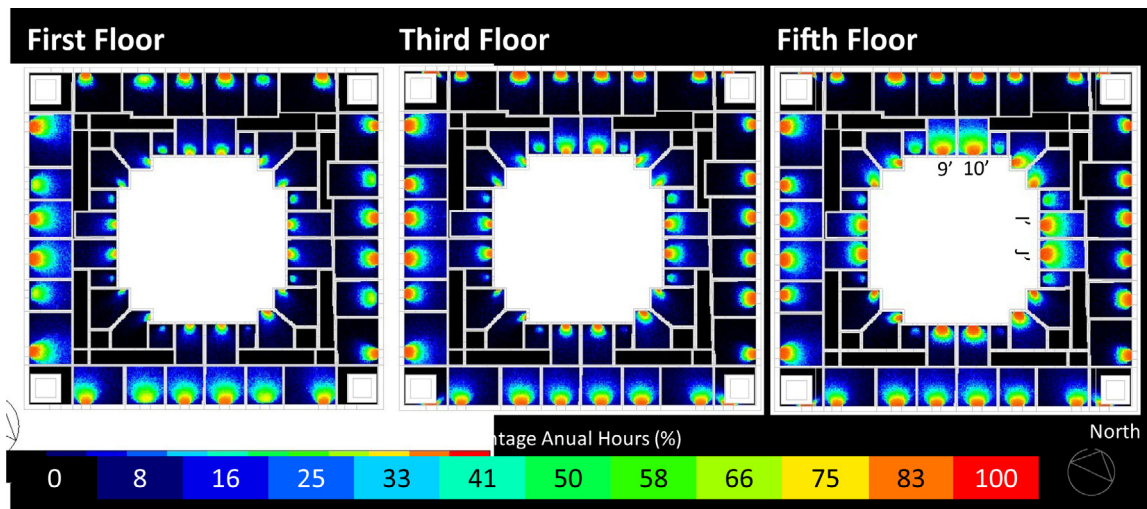 First Floor
Third Floor
Fifth Floor
9’ 10’
I’
J’
ntage Anual Hours (%)
North
0 8 16 25 33 41 50 58 66 75 83 100